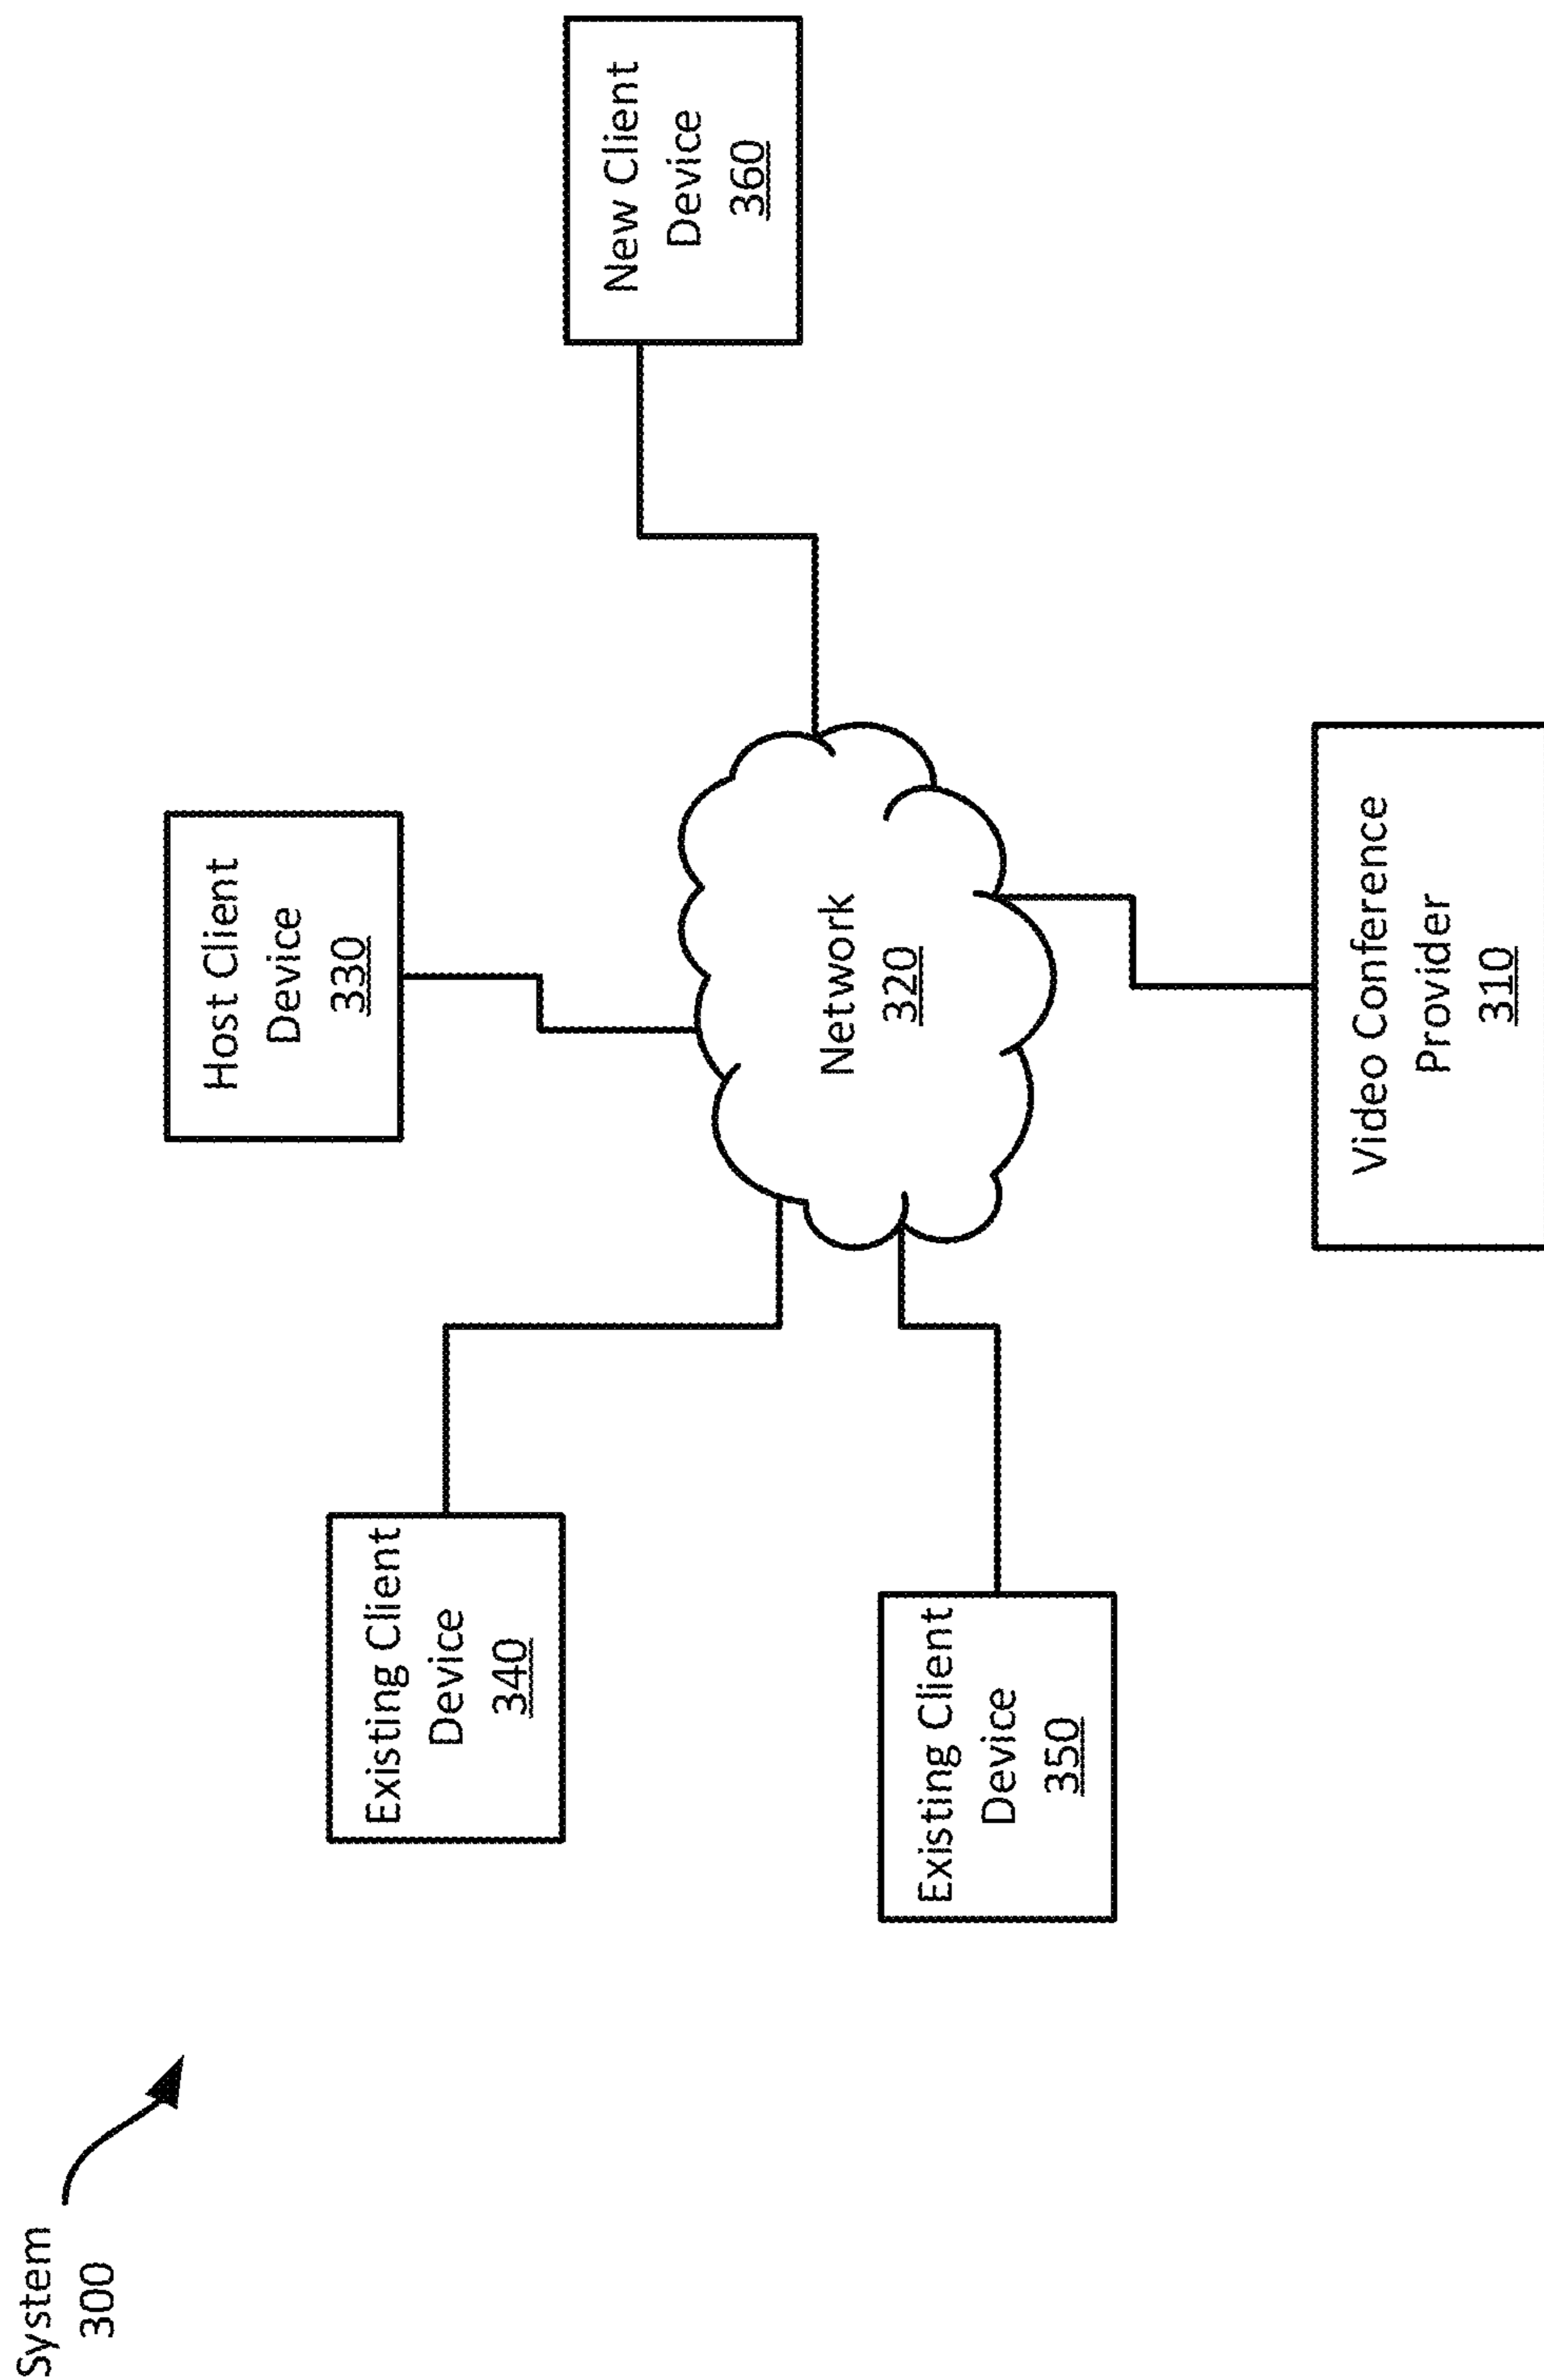 System
300
Host Client
Device
330
Existing Client
Device
340
New Client
Device
360
Network
320
Existing Client
Device
350
Video Conference
Provider
310